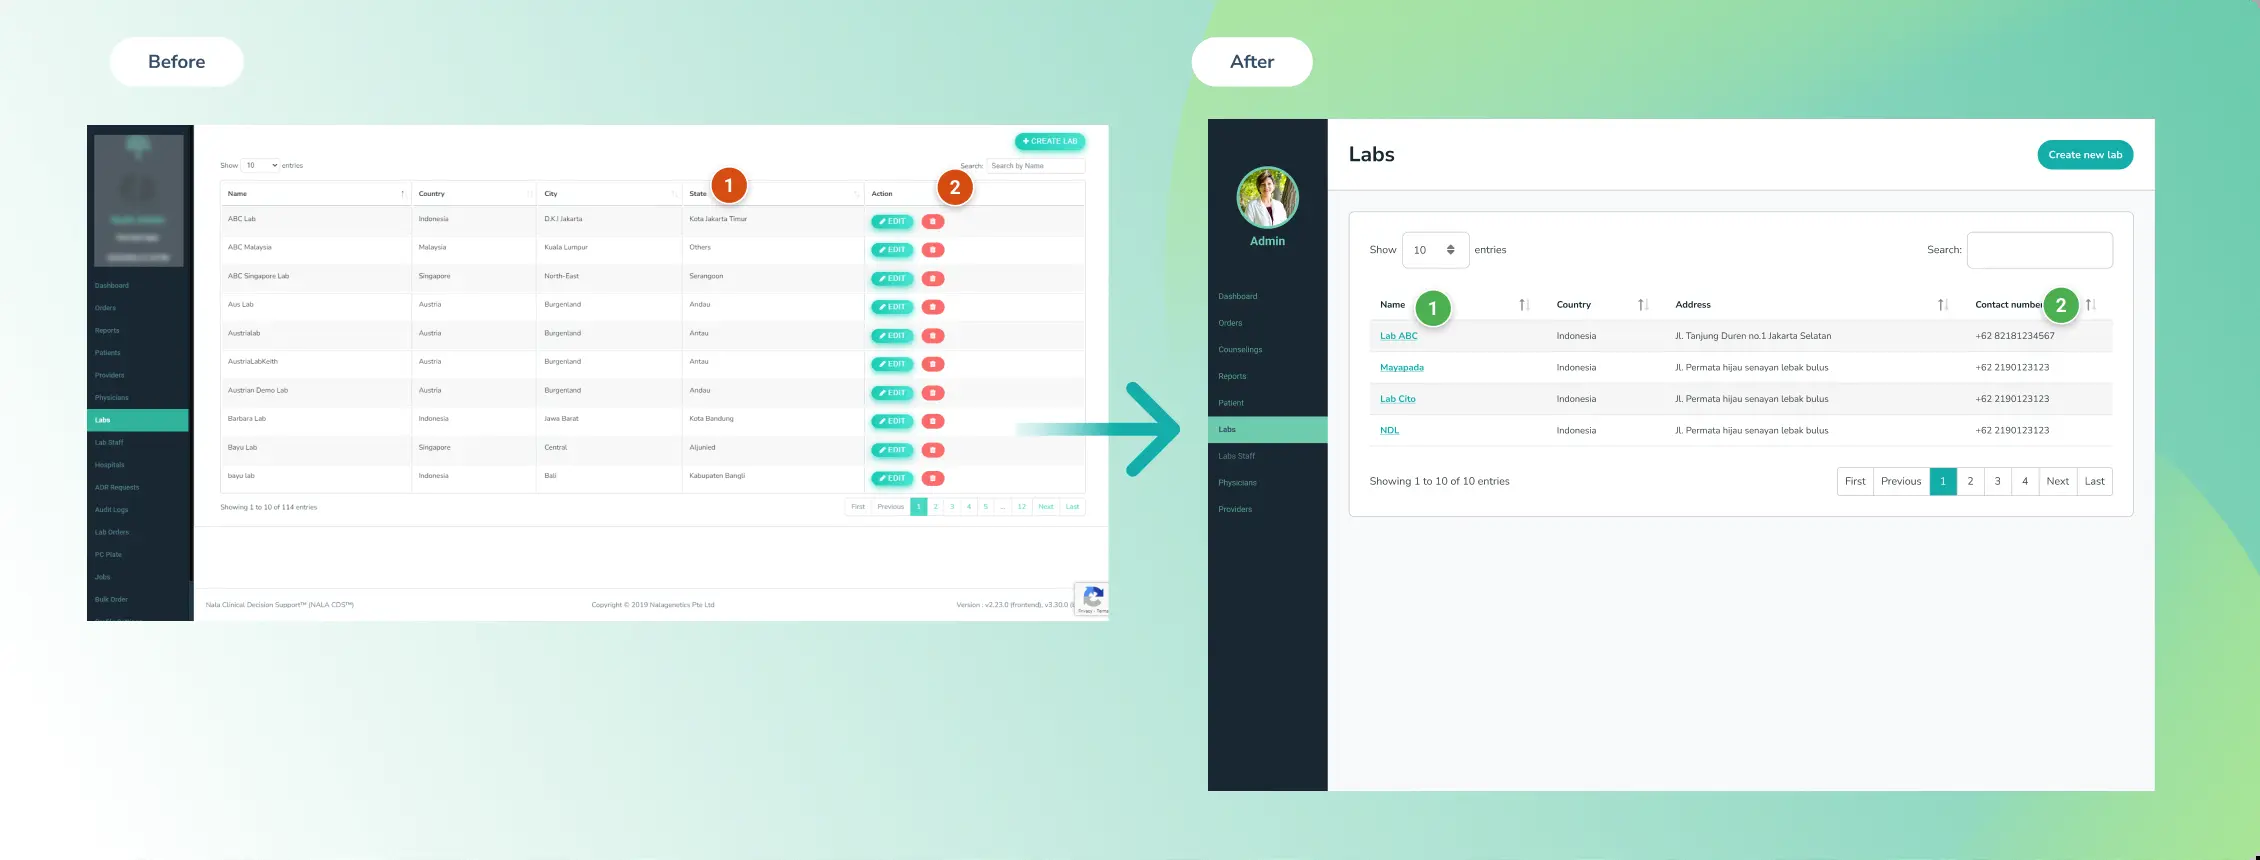 Before
+ CREATE LAB
Show 10 entries
Search: Search by Name
Name Country City State 1 Action 2
ABC Lab Indonesia D.K.I Jakarta Kota Jakarta Timur EDIT
ABC Malaysia Malaysia Kuala Lumpur Others EDIT
ABC Singapore Lab Singapore North-East Serangoon EDIT
Aus Lab Austria Burgenland Andau EDIT
Austrialab Austria Burgenland Antau EDIT
AustriaLabKeith Austria Burgenland Antau EDIT
Austrian Demo Lab Austria Burgenland Andau EDIT
Barbara Lab Indonesia Jawa Barat Kota Bandung EDIT
Bayu Lab Singapore Central Aljunied EDIT
bayu lab Indonesia Bali Kabupaten Bangli EDIT
Showing 1 to 10 of 114 entries
First Previous 1 2 3 4 5 ... 12 Next Last
Dashboard
Orders
Reports
Patients
Providers
Physicians
Labs
Lab Staff
Hospitals
ADR Requests
Audit Logs
Lab Orders
PC Plate
Jobs
Bulk Order
Nala Clinical Decision Support™ (NALA CDS™)
Copyright © 2019 Nalagenetics Pte Ltd
Version : v2.23.0 (frontend), v3.30.0
Privacy - Terms
After
Admin
Dashboard
Orders
Counselings
Reports
Patient
Labs
Labs Staff
Physicians
Providers
Labs
Create new lab
Show 10 entries
Search:
Name 1 Country Address Contact number 2
Lab ABC Indonesia Jl. Tanjung Duren no.1 Jakarta Selatan +62 82181234567
Mayapada Indonesia Jl. Permata hijau senayan lebak bulus +62 2190123123
Lab Cito Indonesia Jl. Permata hijau senayan lebak bulus +62 2190123123
NDL Indonesia Jl. Permata hijau senayan lebak bulus +62 2190123123
Showing 1 to 10 of 10 entries
First Previous 1 2 3 4 Next Last